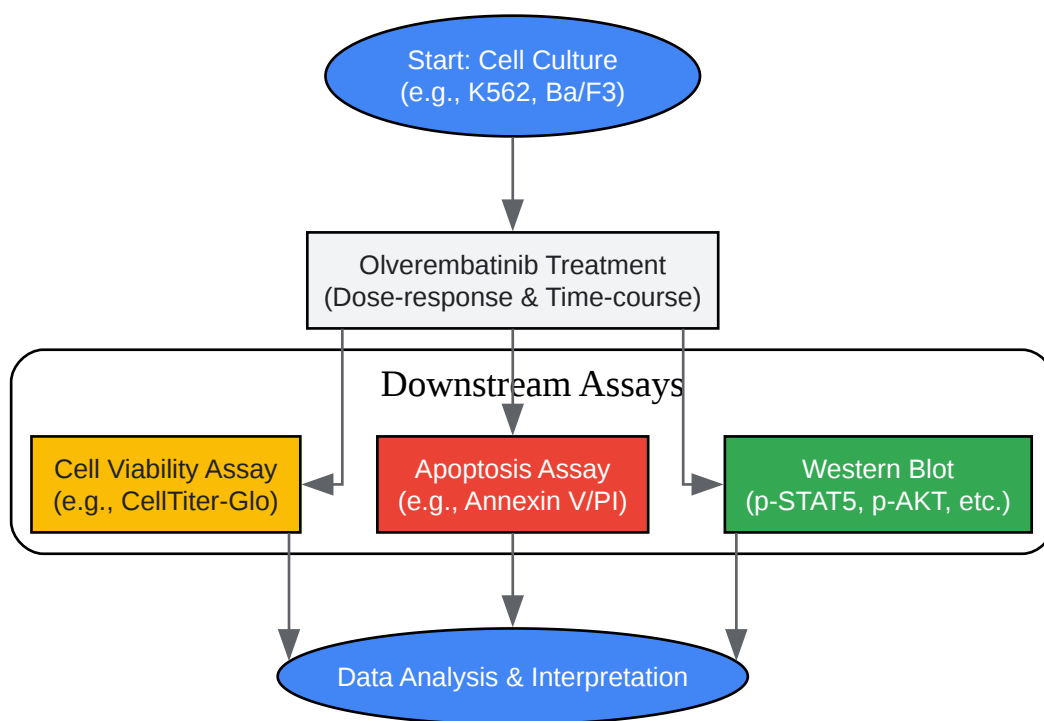 Start: Cell Culture
(e.g., K562, Ba/F3)
Olverembatinib Treatment
(Dose-response & Time-course)
Downstream Assays
Cell Viability Assay
(e.g., CellTiter-Glo)
Apoptosis Assay
(e.g., Annexin V/PI)
Western Blot
(p-STAT5, p-AKT, etc.)
Data Analysis & Interpretation